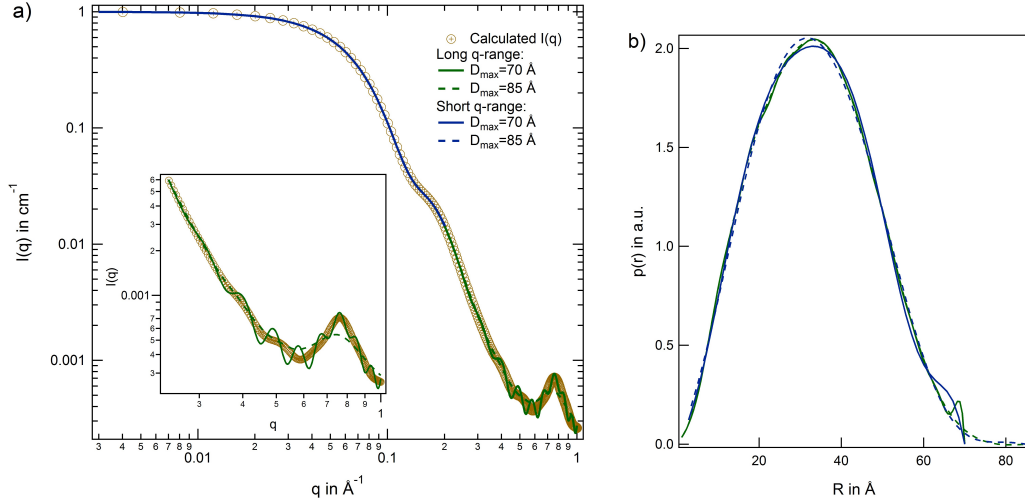 a)
1
0.1
0.01
0.001
I(q) in cm⁻¹
Calculated I(q)
Long q-range:
D_max=70 Å
D_max=85 Å
Short q-range:
D_max=70 Å
D_max=85 Å
6
5
4
3
2
0.001
7
6
5
4
3
I(q)
3 4 5 6 7 8 9 1
q
3 4 5 6 7 8 9 2 3 4 5 6 7 8 9 2 3 4 5 6 7 8 9
0.01 0.1 1
q in Å⁻¹
b)
2.0
1.5
1.0
0.5
0.0
p(r) in a.u.
20 40 60 80
R in Å